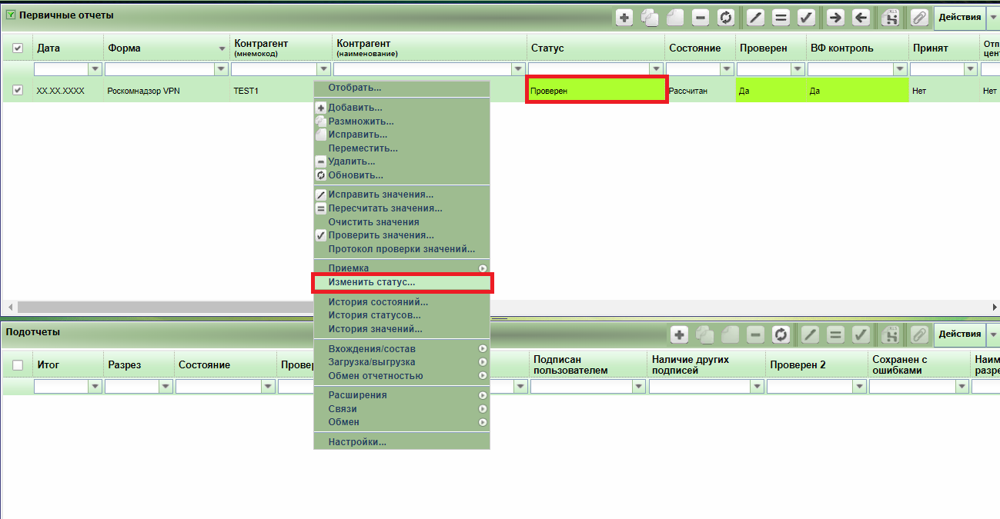 Первичные отчеты
XLS
Действия
Дата
Форма
Контрагент
(мнемокод)
Контрагент
(наименование)
Статус
Состояние
Проверен
ВФ контроль
Принят
Отп
цент
XX.XX.XXXX
Роскомнадзор VPN
TEST1
Проверен
Рассчитан
Да
Да
Нет
Нет
Отобрать...
Добавить...
Размножить...
Исправить...
Переместить...
Удалить...
Обновить...
Исправить значения...
Пересчитать значения...
Очистить значения
Проверить значения...
Протокол проверки значений...
Приемка
Изменить статус...
История состояний...
История статусов...
История значений...
Вхождения/состав
Загрузка/выгрузка
Обмен отчетностью
Расширения
Связи
Обмен
Настройки...
Подотчеты
XLS
Действия
Итог
Разрез
Состояние
Провер
Подписан
пользователем
Наличие других
подписей
Проверен 2
Сохранен с
ошибками
Наим
разре